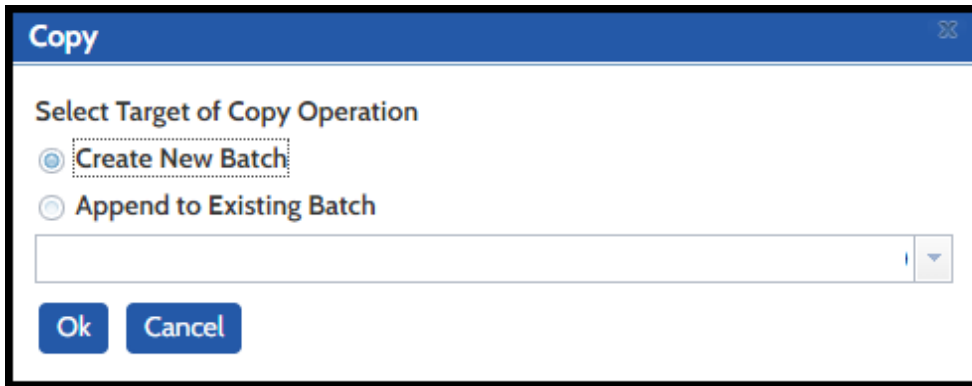 Copy
Select Target of Copy Operation
Create New Batch
Append to Existing Batch
Ok Cancel